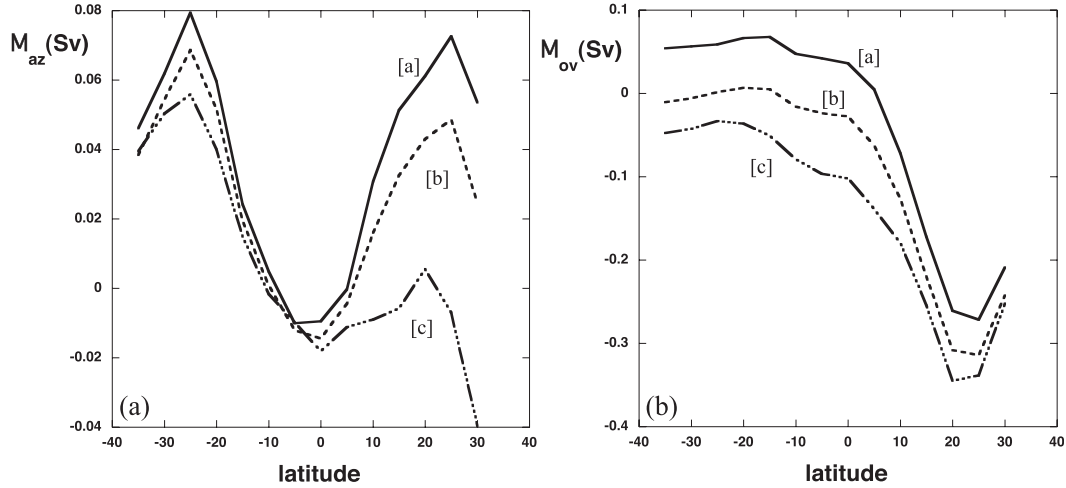 0.08
M_az(Sv)
0.06
0.04
0.02
0
-0.02
-0.04
[a]
[b]
[c]
(a)
-40 -30 -20 -10 0 10 20 30 40
latitude
0.1
M_ov(Sv)
0
-0.1
-0.2
-0.3
-0.4
[a]
[b]
[c]
(b)
-40 -30 -20 -10 0 10 20 30 40
latitude